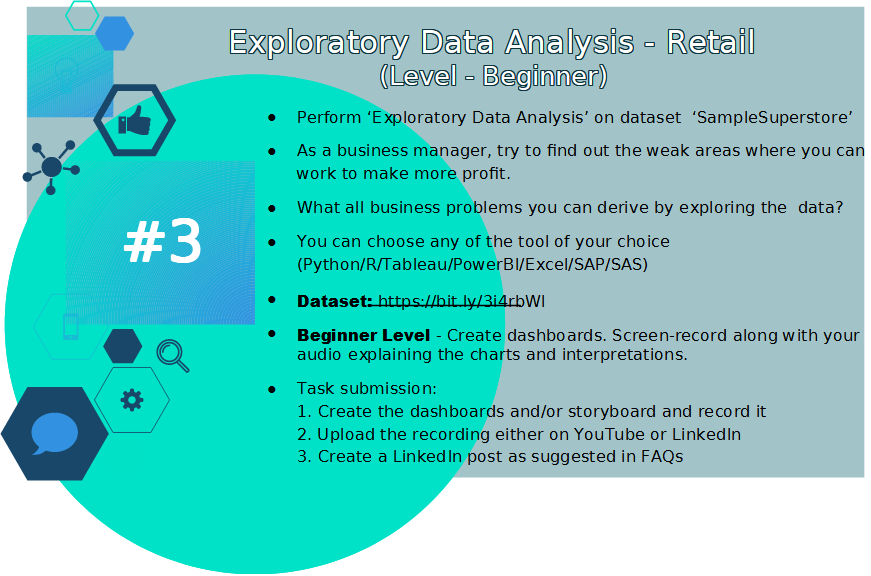 Exploratory Data Analysis - Retail
(Level - Beginner)
#3
● Perform ‘Exploratory Data Analysis’ on dataset ‘SampleSuperstore’
● As a business manager, try to find out the weak areas where you can
work to make more profit.
● What all business problems you can derive by exploring the data?
● You can choose any of the tool of your choice
(Python/R/Tableau/PowerBI/Excel/SAP/SAS)
● Dataset: https://bit.ly/3i4rbWl
● Beginner Level - Create dashboards. Screen-record along with your
audio explaining the charts and interpretations.
● Task submission:
1. Create the dashboards and/or storyboard and record it
2. Upload the recording either on YouTube or LinkedIn
3. Create a LinkedIn post as suggested in FAQs